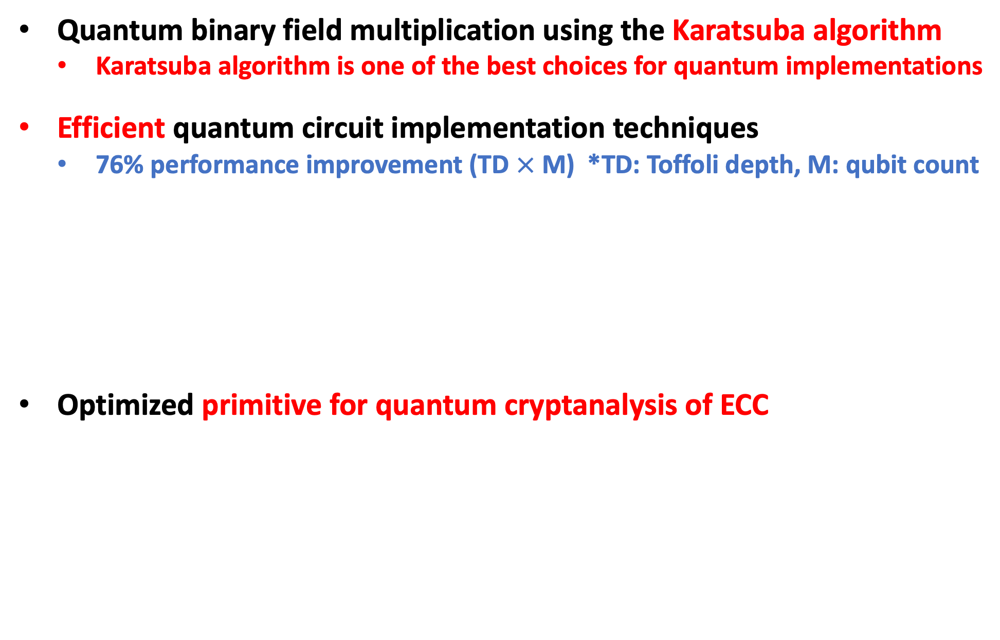 • Quantum binary field multiplication using the Karatsuba algorithm
• Karatsuba algorithm is one of the best choices for quantum implementations
• Efficient quantum circuit implementation techniques
• 76% performance improvement (TD × M) *TD: Toffoli depth, M: qubit count
• Optimized primitive for quantum cryptanalysis of ECC